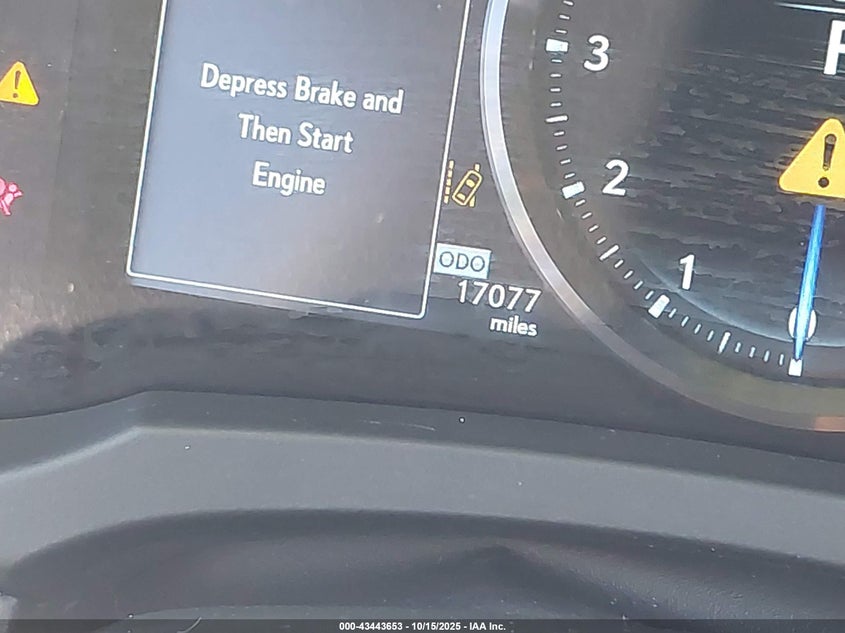 Depress Brake and
Then Start
Engine
ODO
17077
miles
3
2
1
0
000-43443653 - 10/15/2025 - IAA Inc.